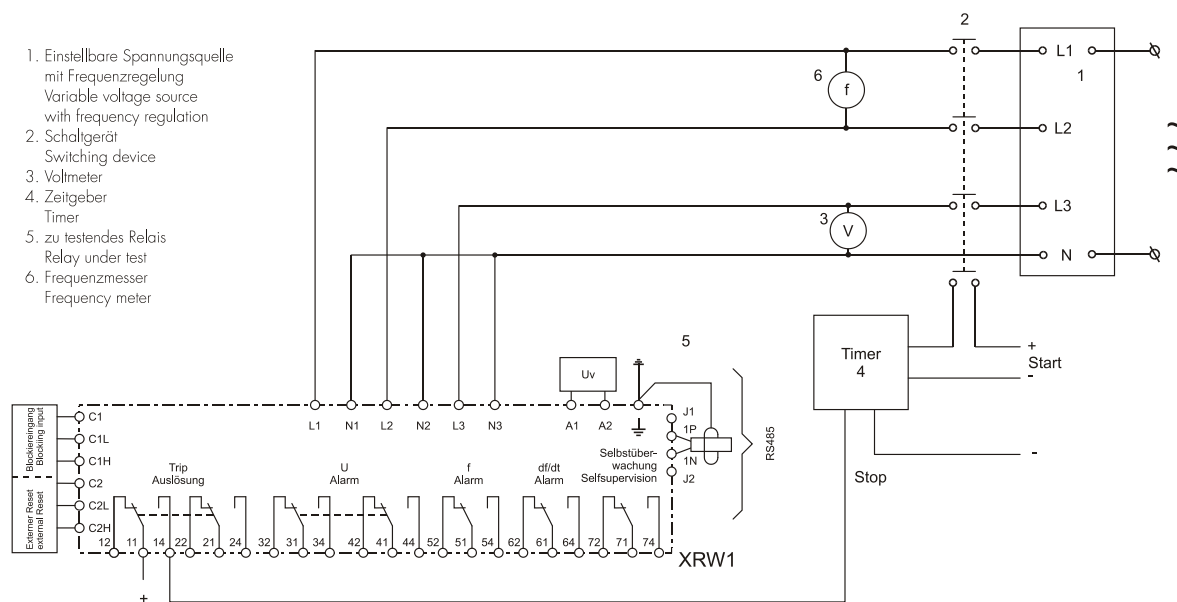 1. Einstellbare Spannungsquelle
mit Frequenzregelung
Variable voltage source
with frequency regulation
2. Schaltgerät
Switching device
3. Voltmeter
4. Zeitgeber
Timer
5. zu testendes Relais
Relay under test
6. Frequenzmesser
Frequency meter
2
L1
1
6
f
L2
L3
3
V
N
Timer
4
+
Start
-
-
Stop
5
Uv
RS485
L1 N1 L2 N2 L3 N3 A1 A2
J1
1P
1N
J2
Blockiereingang
Blocking input
Externer Reset
external Reset
C1
C1L
C1H
C2
C2L
C2H
Trip
Auslösung
U
Alarm
f
Alarm
df/dt
Alarm
Selbstüber-
wachung
Selfsupervision
12 11 14 22 21 24 32 31 34 42 41 44 52 51 54 62 61 64 72 71 74
XRW1
+